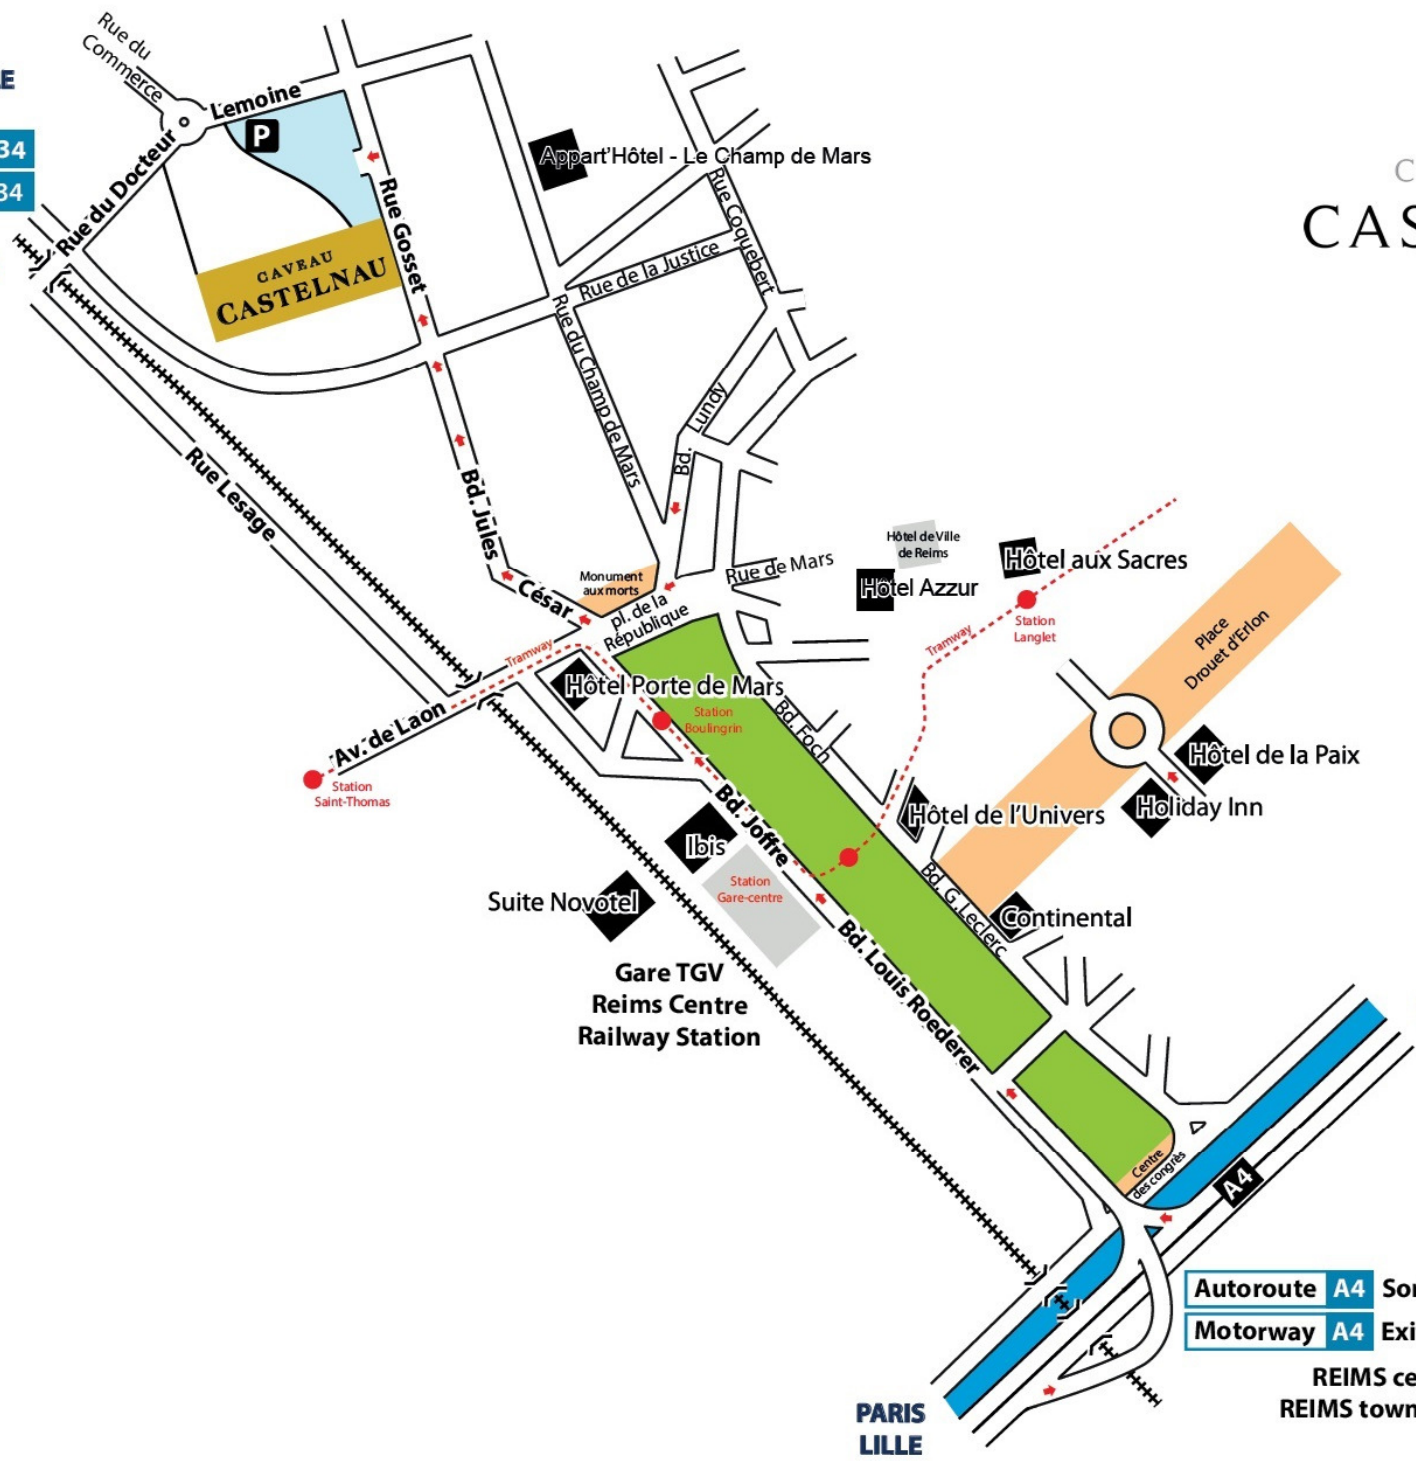 Rue du
Commerce
E
34
34
Lemoine
P
Rue du Docteur
Appart'Hôtel - Le Champ de Mars
C
CAS
Rue Gosset
CAVEAU
CASTELNAU
Rue Coquebert
Rue de la Justice
Rue du Champ de Mars
Bd. Lundy
Rue Lesage
Bd. Jules
César
Monument
aux morts
pl. de la
République
Rue de Mars
Hôtel de Ville
de Reims
Hôtel aux Sacres
Hôtel Azzur
Station
Langlet
Tramway
Place
Drouet d'Erlon
Tramway
Hôtel Porte de Mars
Station
Boulingrin
Av. de Laon
Station
Saint-Thomas
Bd. Foch
Hôtel de la Paix
Holiday Inn
Hôtel de l'Univers
Bd. Joffre
Ibis
Station
Gare-centre
Suite Novotel
Bd. G.Leclerc
Continental
Gare TGV
Reims Centre
Railway Station
Bd. Louis Roederer
Centre
des congrès
A4
Autoroute A4 Sor
Motorway A4 Exi
REIMS ce
REIMS town
PARIS
LILLE